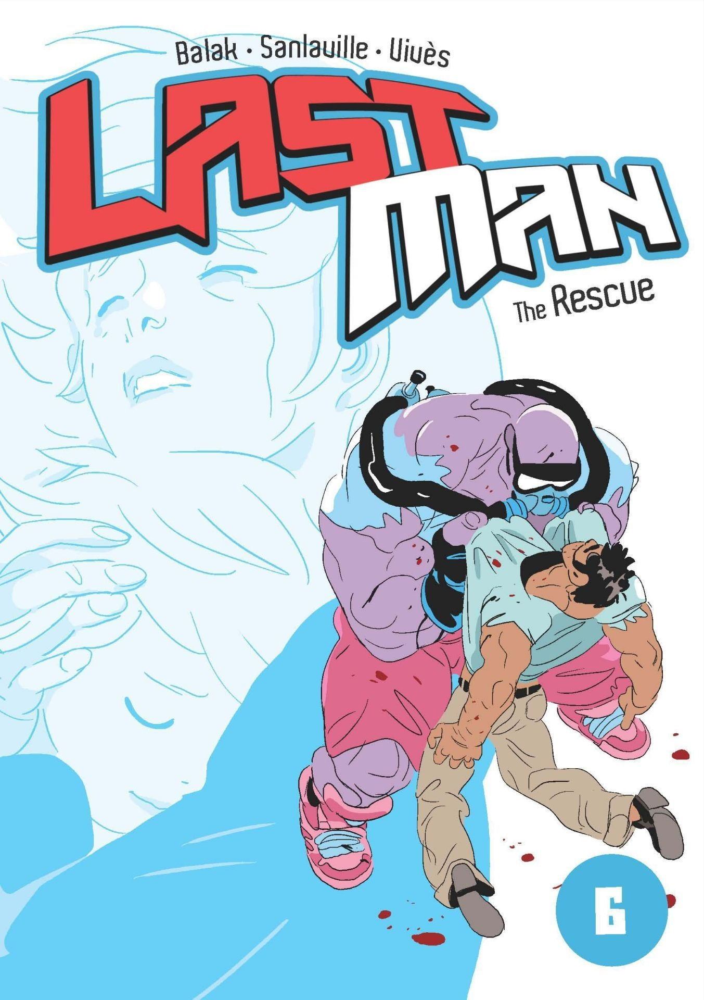 Balak • Sanlaville • Vivès
LAST
MAN
The Rescue
6